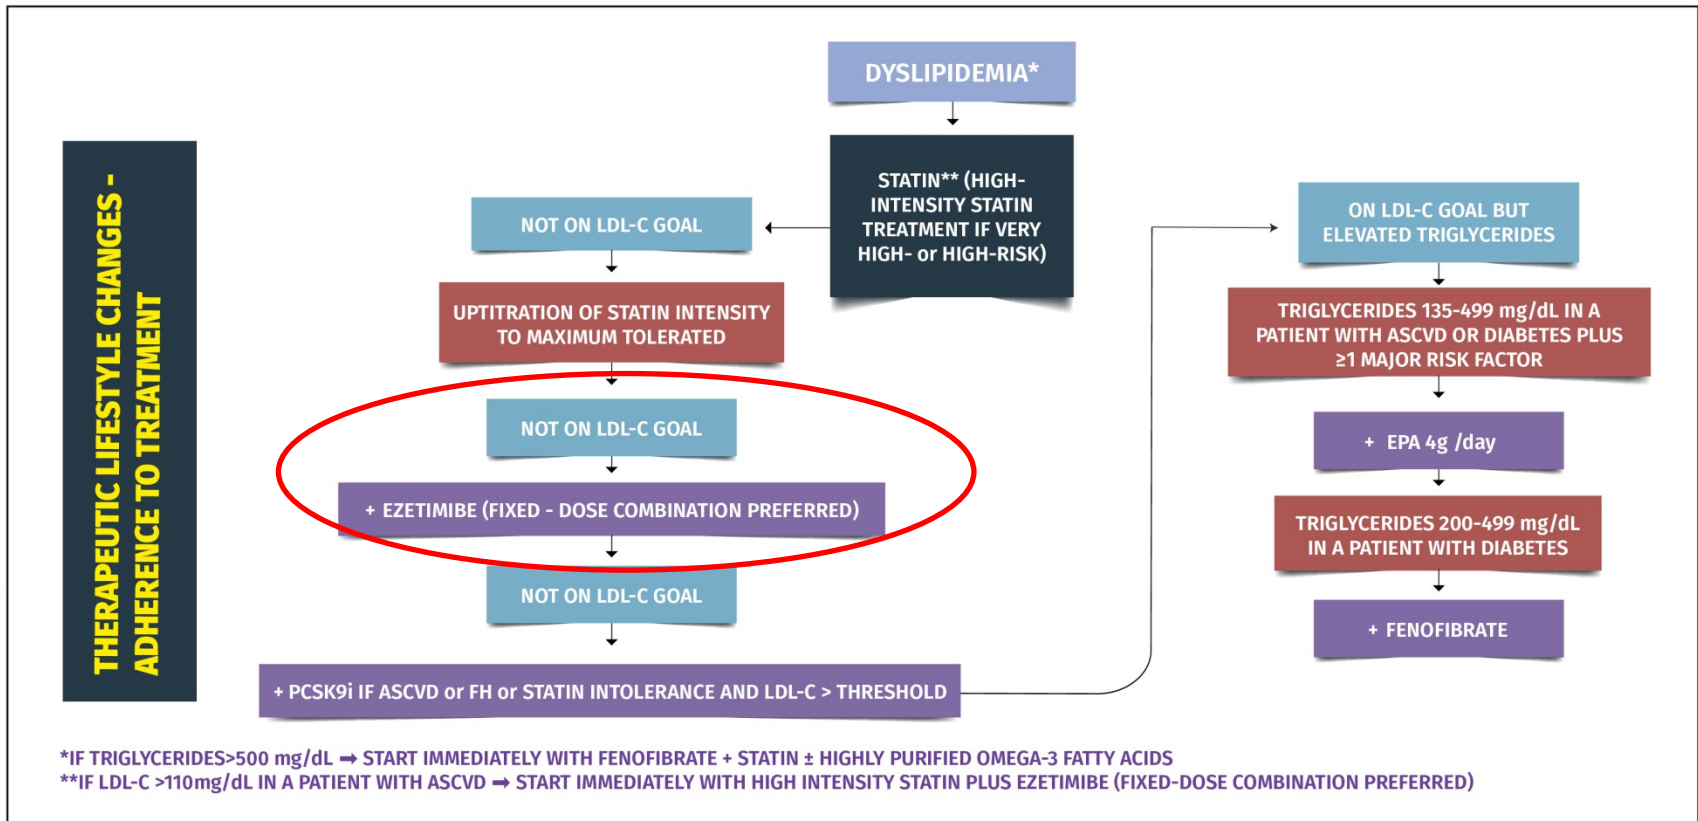 THERAPEUTIC LIFESTYLE CHANGES -
ADHERENCE TO TREATMENT
DYSLIPIDEMIA*
STATIN** (HIGH-
INTENSITY STATIN
TREATMENT IF VERY
HIGH- or HIGH-RISK)
NOT ON LDL-C GOAL
UPTITRATION OF STATIN INTENSITY
TO MAXIMUM TOLERATED
NOT ON LDL-C GOAL
+ EZETIMIBE (FIXED - DOSE COMBINATION PREFERRED)
NOT ON LDL-C GOAL
+ PCSK9i IF ASCVD or FH or STATIN INTOLERANCE AND LDL-C > THRESHOLD
ON LDL-C GOAL BUT
ELEVATED TRIGLYCERIDES
TRIGLYCERIDES 135-499 mg/dL IN A
PATIENT WITH ASCVD OR DIABETES PLUS
≥1 MAJOR RISK FACTOR
+ EPA 4g /day
TRIGLYCERIDES 200-499 mg/dL
IN A PATIENT WITH DIABETES
+ FENOFIBRATE
*IF TRIGLYCERIDES>500 mg/dL ➞ START IMMEDIATELY WITH FENOFIBRATE + STATIN ± HIGHLY PURIFIED OMEGA-3 FATTY ACIDS
**IF LDL-C >110mg/dL IN A PATIENT WITH ASCVD ➞ START IMMEDIATELY WITH HIGH INTENSITY STATIN PLUS EZETIMIBE (FIXED-DOSE COMBINATION PREFERRED)